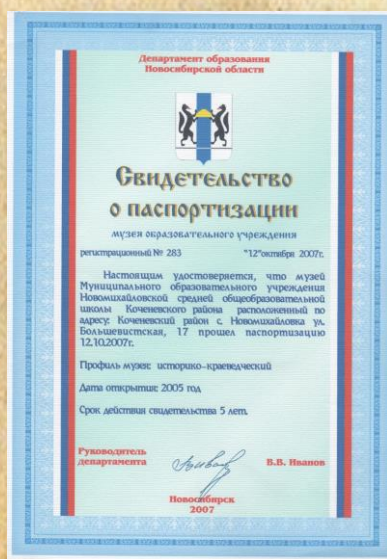 Департамент образования
Новосибирской области
Свидетельство
о паспортизации
музея образовательного учреждения
регистрационный № 283 "12"октября 2007г.
Настоящим удостоверяется, что музей
Муниципального образовательного учреждения
Новомихайловской средней общеобразовательной
школы Коченевского района расположенный по
адресу: Коченевский район с. Новомихайловка ул.
Большевистская, 17 прошел паспортизацию
12.10.2007г.
Профиль музея: историко-краеведческий
Дата открытия: 2005 год
Срок действия свидетельства 5 лет.
Руководитель
департамента В.В. Иванов
Новосибирск
2007